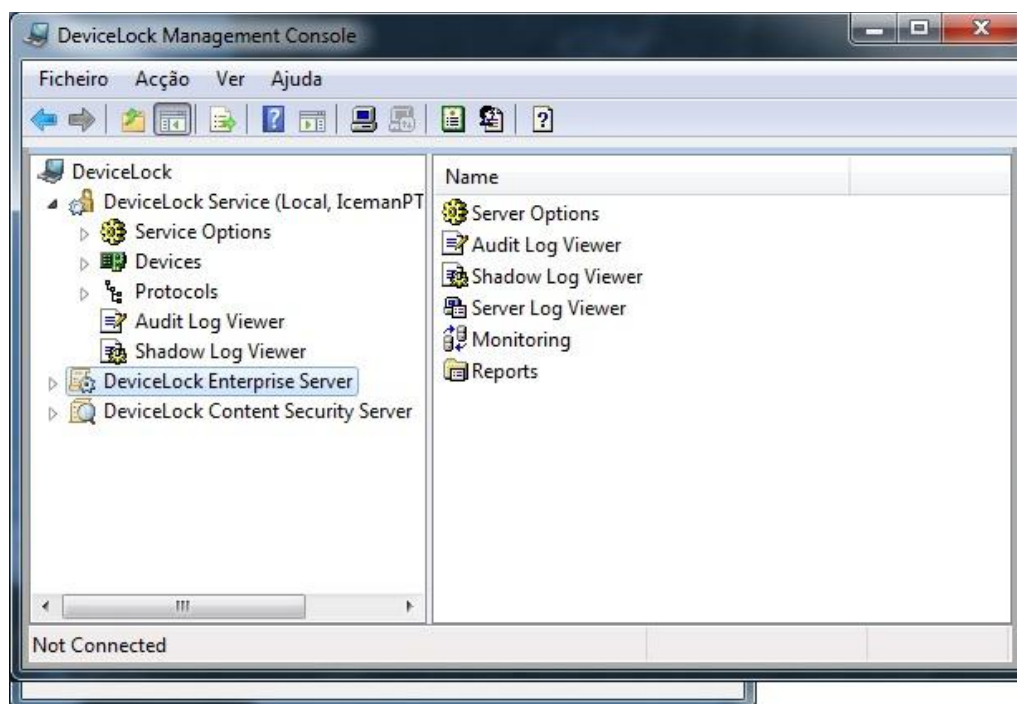 DeviceLock Management Console
Ficheiro Acção Ver Ajuda
DeviceLock
DeviceLock Service (Local, IcemanPT
Service Options
Devices
Protocols
Audit Log Viewer
Shadow Log Viewer
DeviceLock Enterprise Server
DeviceLock Content Security Server
Name
Server Options
Audit Log Viewer
Shadow Log Viewer
Server Log Viewer
Monitoring
Reports
Not Connected